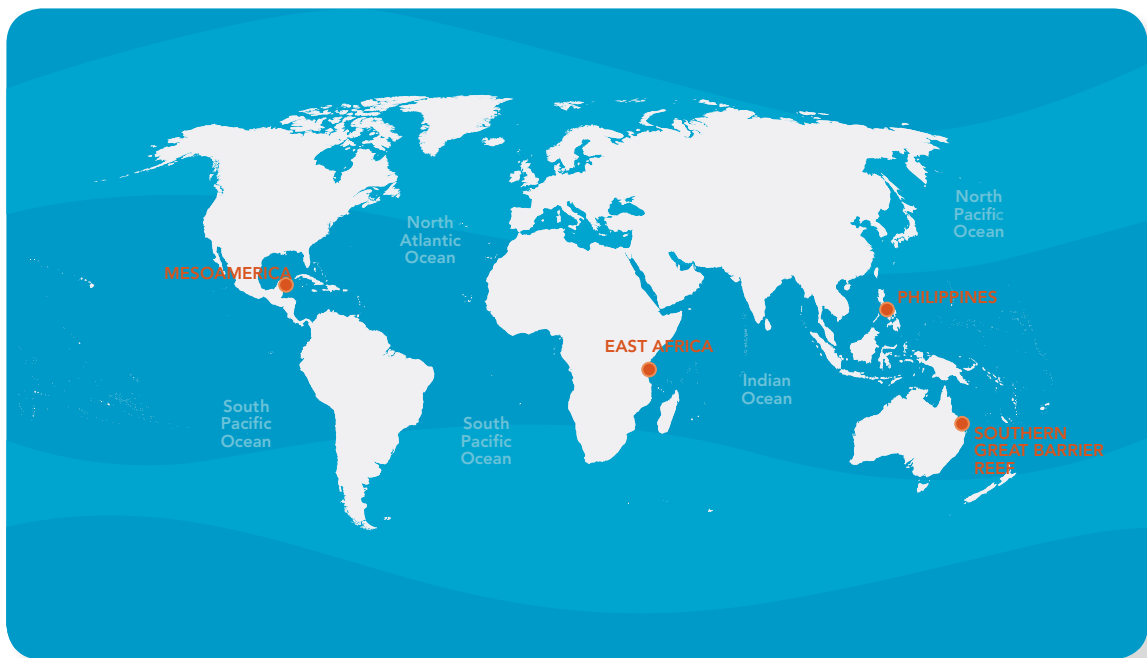 North
Pacific
Ocean
North
Atlantic
Ocean
MESOAMERICA
PHILIPPINES
EAST AFRICA
Indian
Ocean
South
Pacific
Ocean
South
Pacific
Ocean
SOUTHERN
GREAT BARRIER
REEF